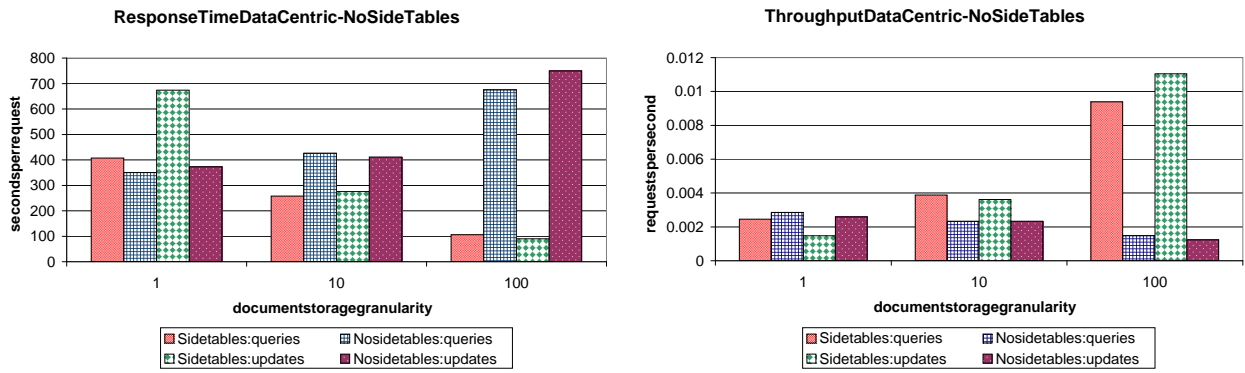 ResponseTimeDataCentric-NoSideTables
800
700
600
500
400
300
200
100
0
secondsperrequest
1 10 100
documentstoragegranularity
Sidetables:queries Nosidetables:queries
Sidetables:updates Nosidetables:updates
ThroughputDataCentric-NoSideTables
0.012
0.01
0.008
0.006
0.004
0.002
0
requestspersecond
1 10 100
documentstoragegranularity
Sidetables:queries Nosidetables:queries
Sidetables:updates Nosidetables:updates